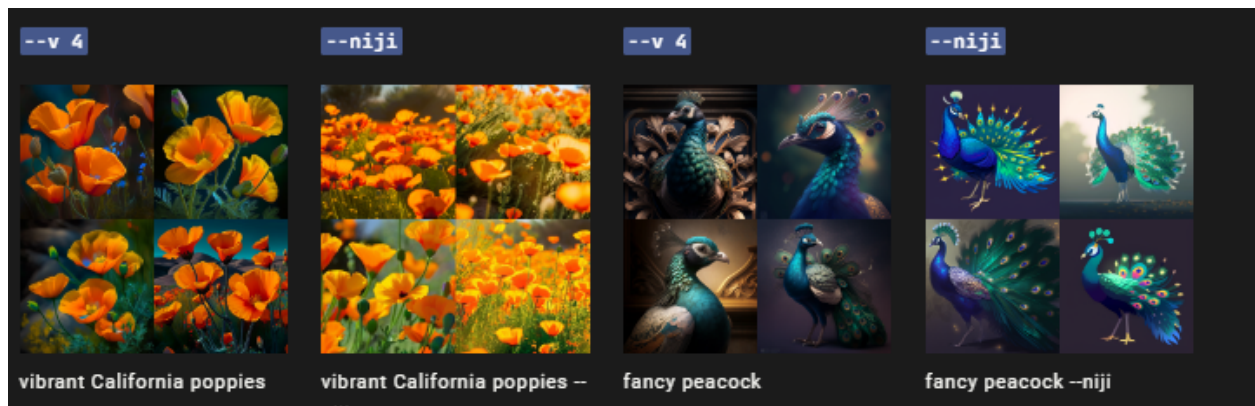 --v 4
--niji
--v 4
--niji
vibrant California poppies
vibrant California poppies --
fancy peacock
fancy peacock --niji